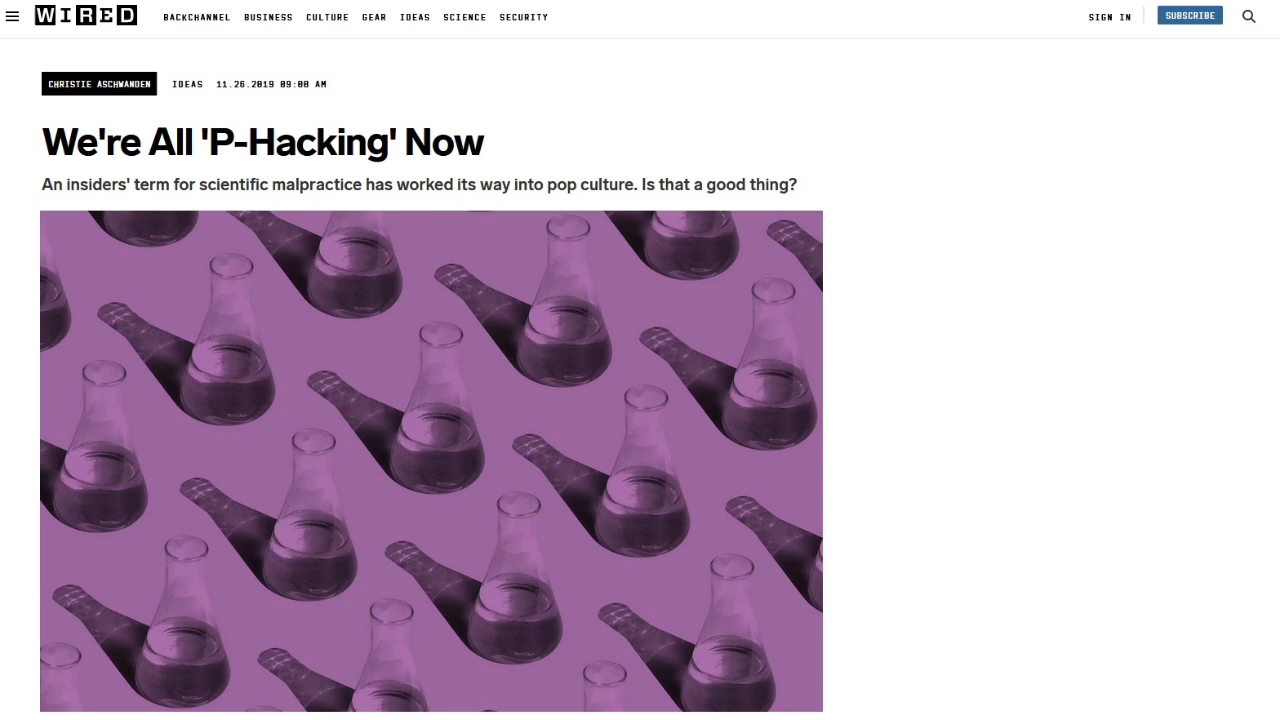 WIRED BACKCHANNEL BUSINESS CULTURE GEAR IDEAS SCIENCE SECURITY SIGN IN SUBSCRIBE
CHRISTIE ASCHWANDEN IDEAS 11.26.2019 09:00 AM
We're All 'P-Hacking' Now
An insiders' term for scientific malpractice has worked its way into pop culture. Is that a good thing?